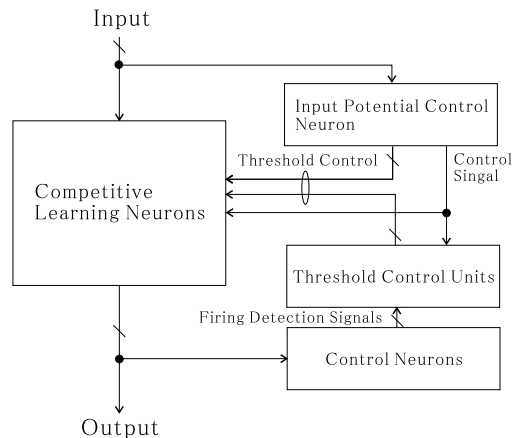 Input
Input Potential Control
Neuron
Threshold Control
Control
Singal
Competitive
Learning Neurons
Threshold Control Units
Firing Detection Signals
Control Neurons
Output